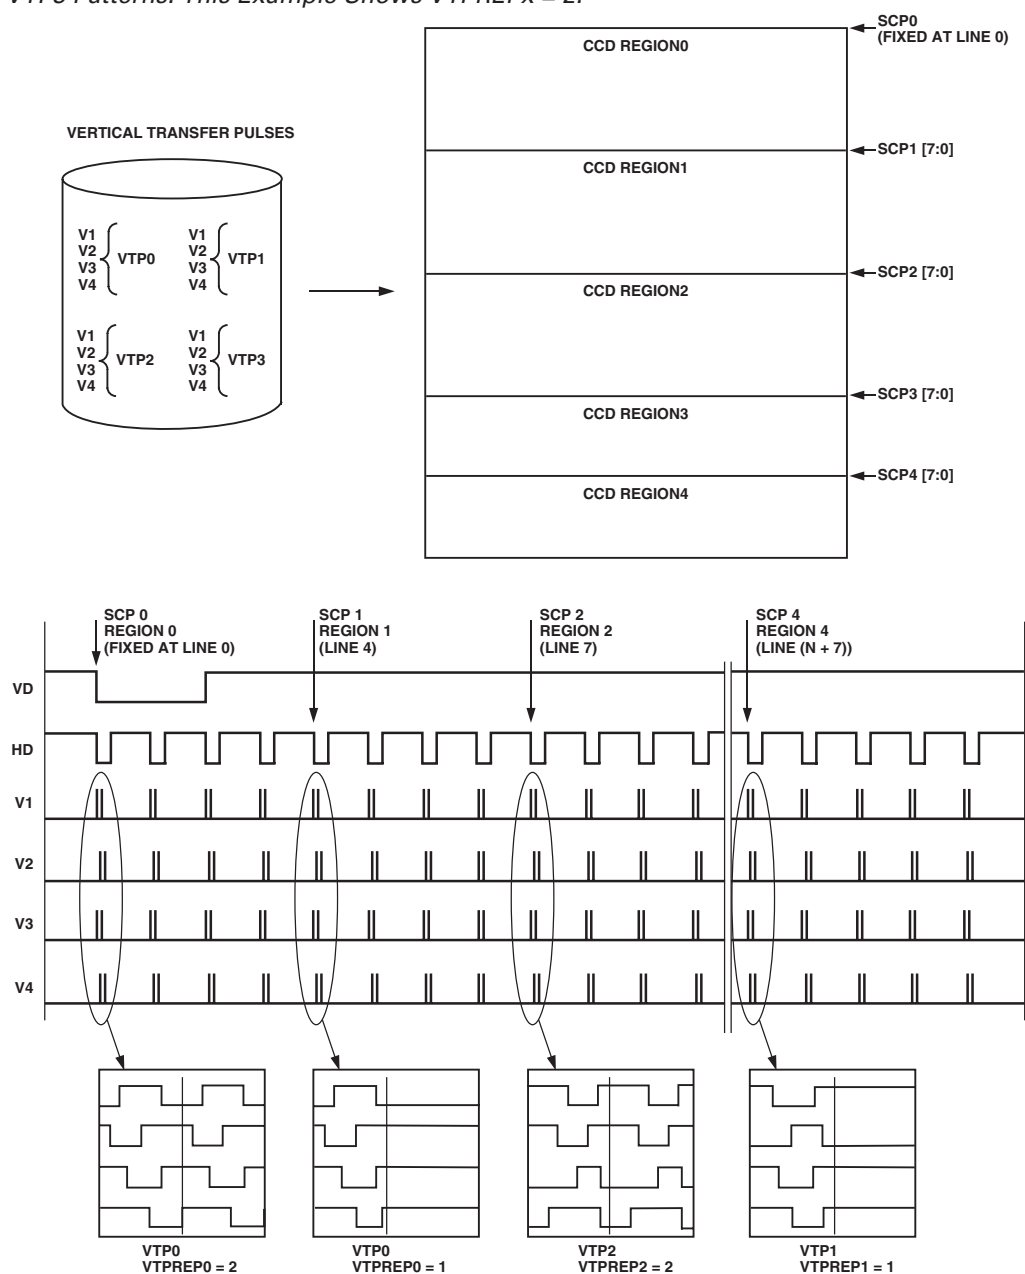 VTPREPx = 2.
SCP0
(FIXED AT LINE 0)
CCD REGION0
VERTICAL TRANSFER PULSES
SCP1 [7:0]
CCD REGION1
V1
V2
V3
V4
VTP0
V1
V2
V3
V4
VTP1
SCP2 [7:0]
CCD REGION2
V1
V2
V3
V4
VTP2
V1
V2
V3
V4
VTP3
SCP3 [7:0]
CCD REGION3
SCP4 [7:0]
CCD REGION4
SCP 0
REGION 0
(FIXED AT LINE 0)
SCP 1
REGION 1
(LINE 4)
SCP 2
REGION 2
(LINE 7)
SCP 4
REGION 4
(LINE (N + 7))
VD
HD
V1
V2
V3
V4
VTP0
VTPREP0 = 2
VTP0
VTPREP0 = 1
VTP2
VTPREP2 = 2
VTP1
VTPREP1 = 1